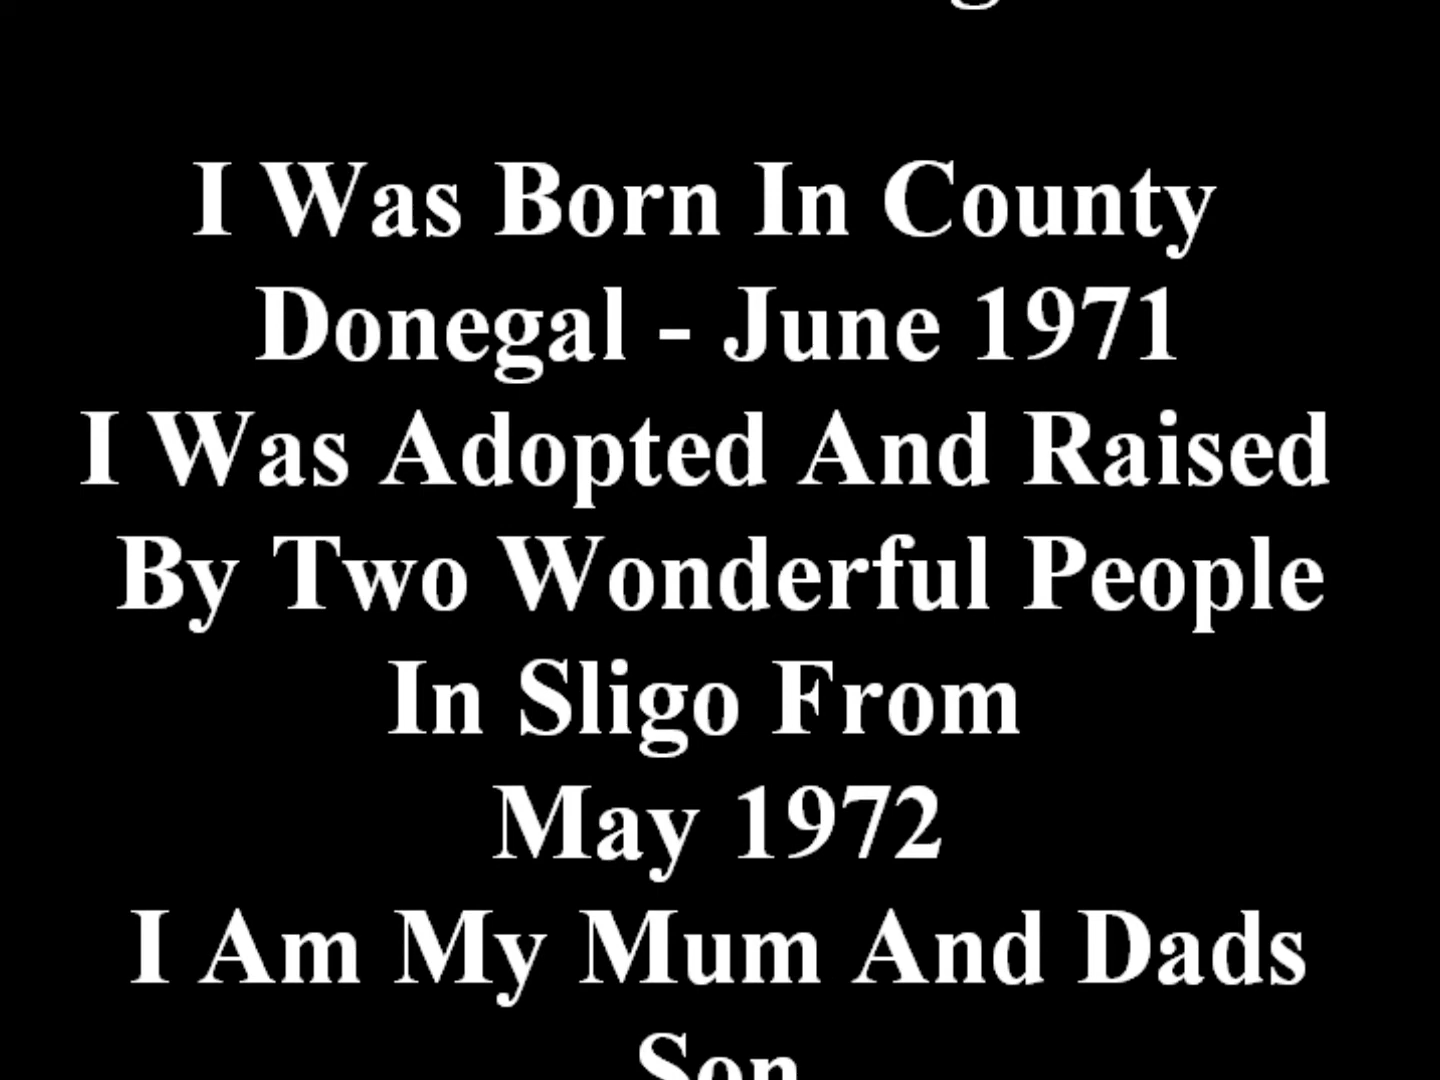 I Was Born In County
Donegal - June 1971
I Was Adopted And Raised
By Two Wonderful People
In Sligo From
May 1972
I Am My Mum And Dads
Son